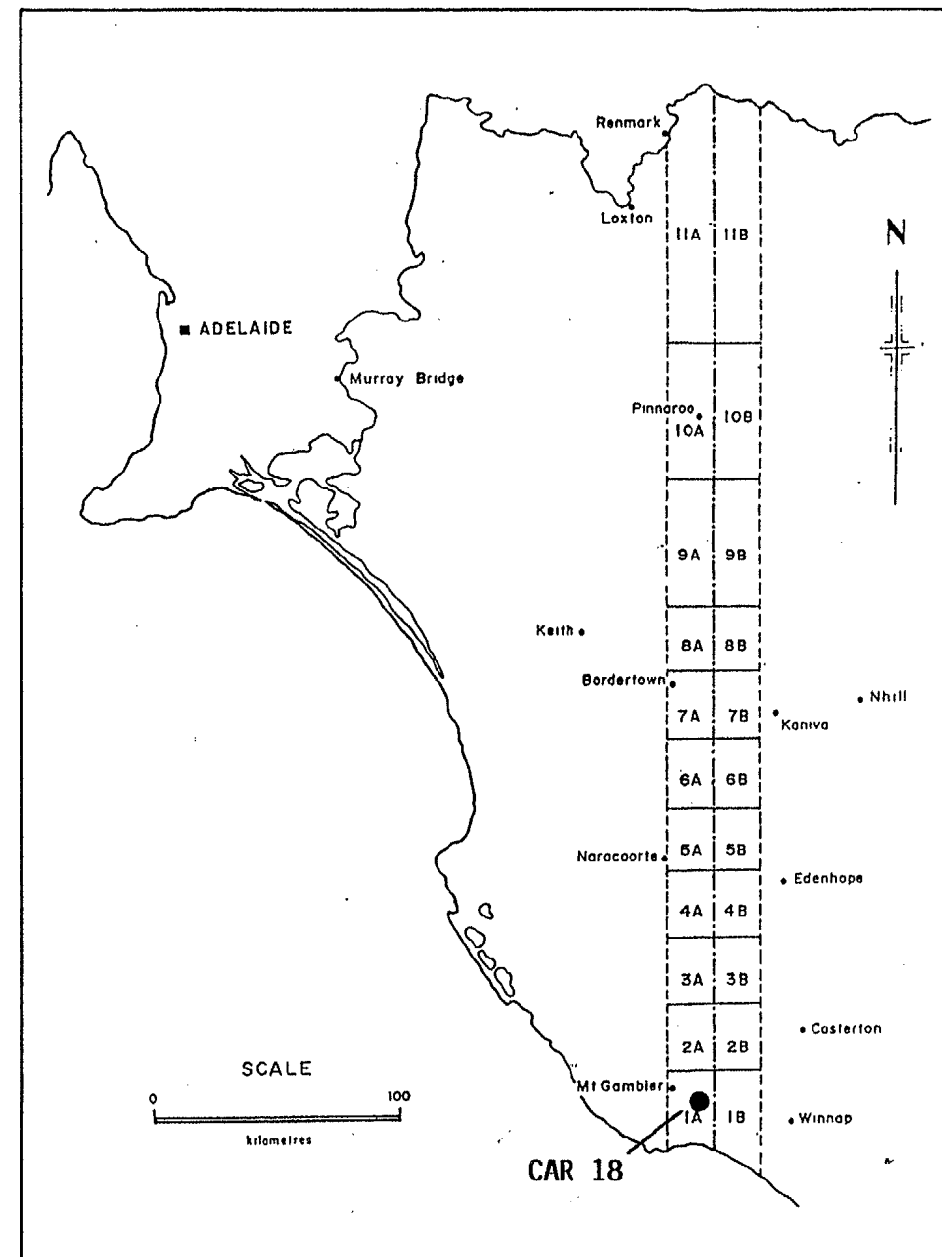 Renmark
Loxton
11A 11B
N
ADELAIDE
Murray Bridge
Pinnaroo
10A 10B
9A 9B
Keith
8A 8B
Bordertown
7A 7B
Nhill
Kaniva
6A 6B
Naracoorte
5A 5B
Edenhope
4A 4B
3A 3B
Casterton
2A 2B
SCALE
0 100
kilometres
Mt Gambier
1A 1B
Winnap
CAR 18